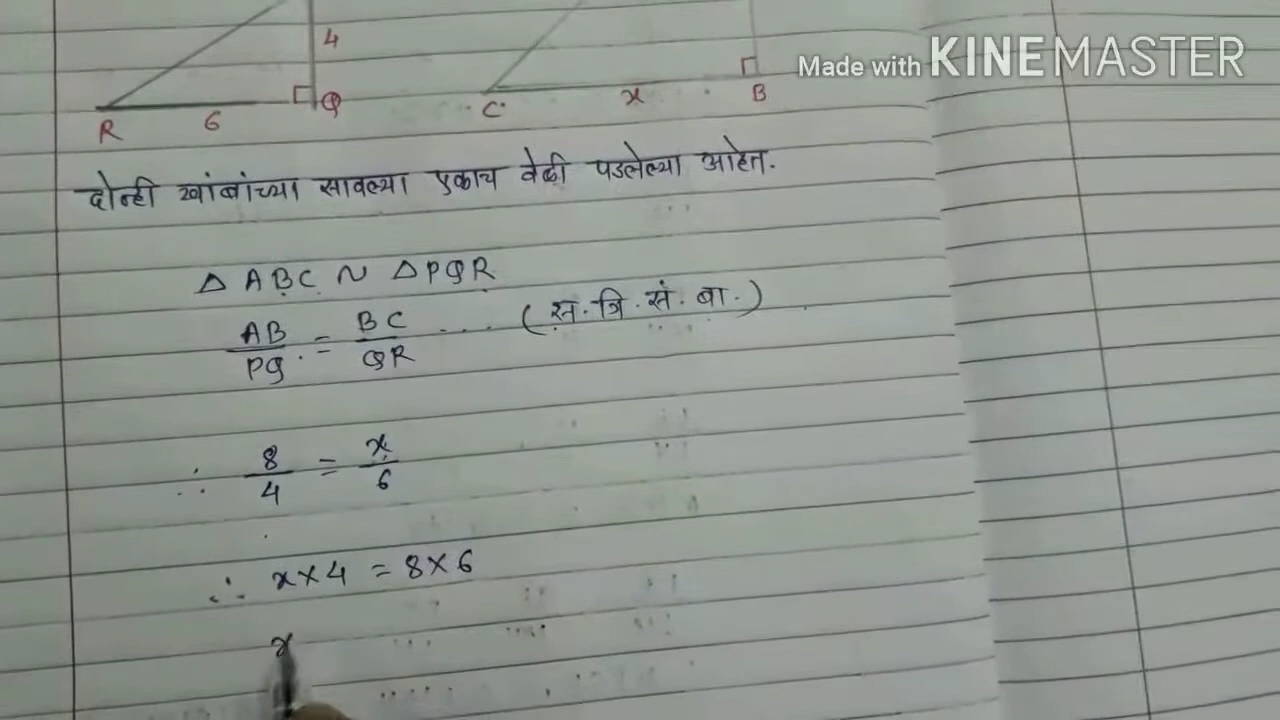 4
Made with KINEMASTER
R 6 Q C x B
दोन्ही खांबांच्या सावल्या एकाच वेळी पडलेल्या आहेत.
△ ABC ~ △ PQR
AB/PQ = BC/QR ... (स.त्रि.सं.बा.)
∴ 8/4 = x/6
∴ x×4 = 8×6
x